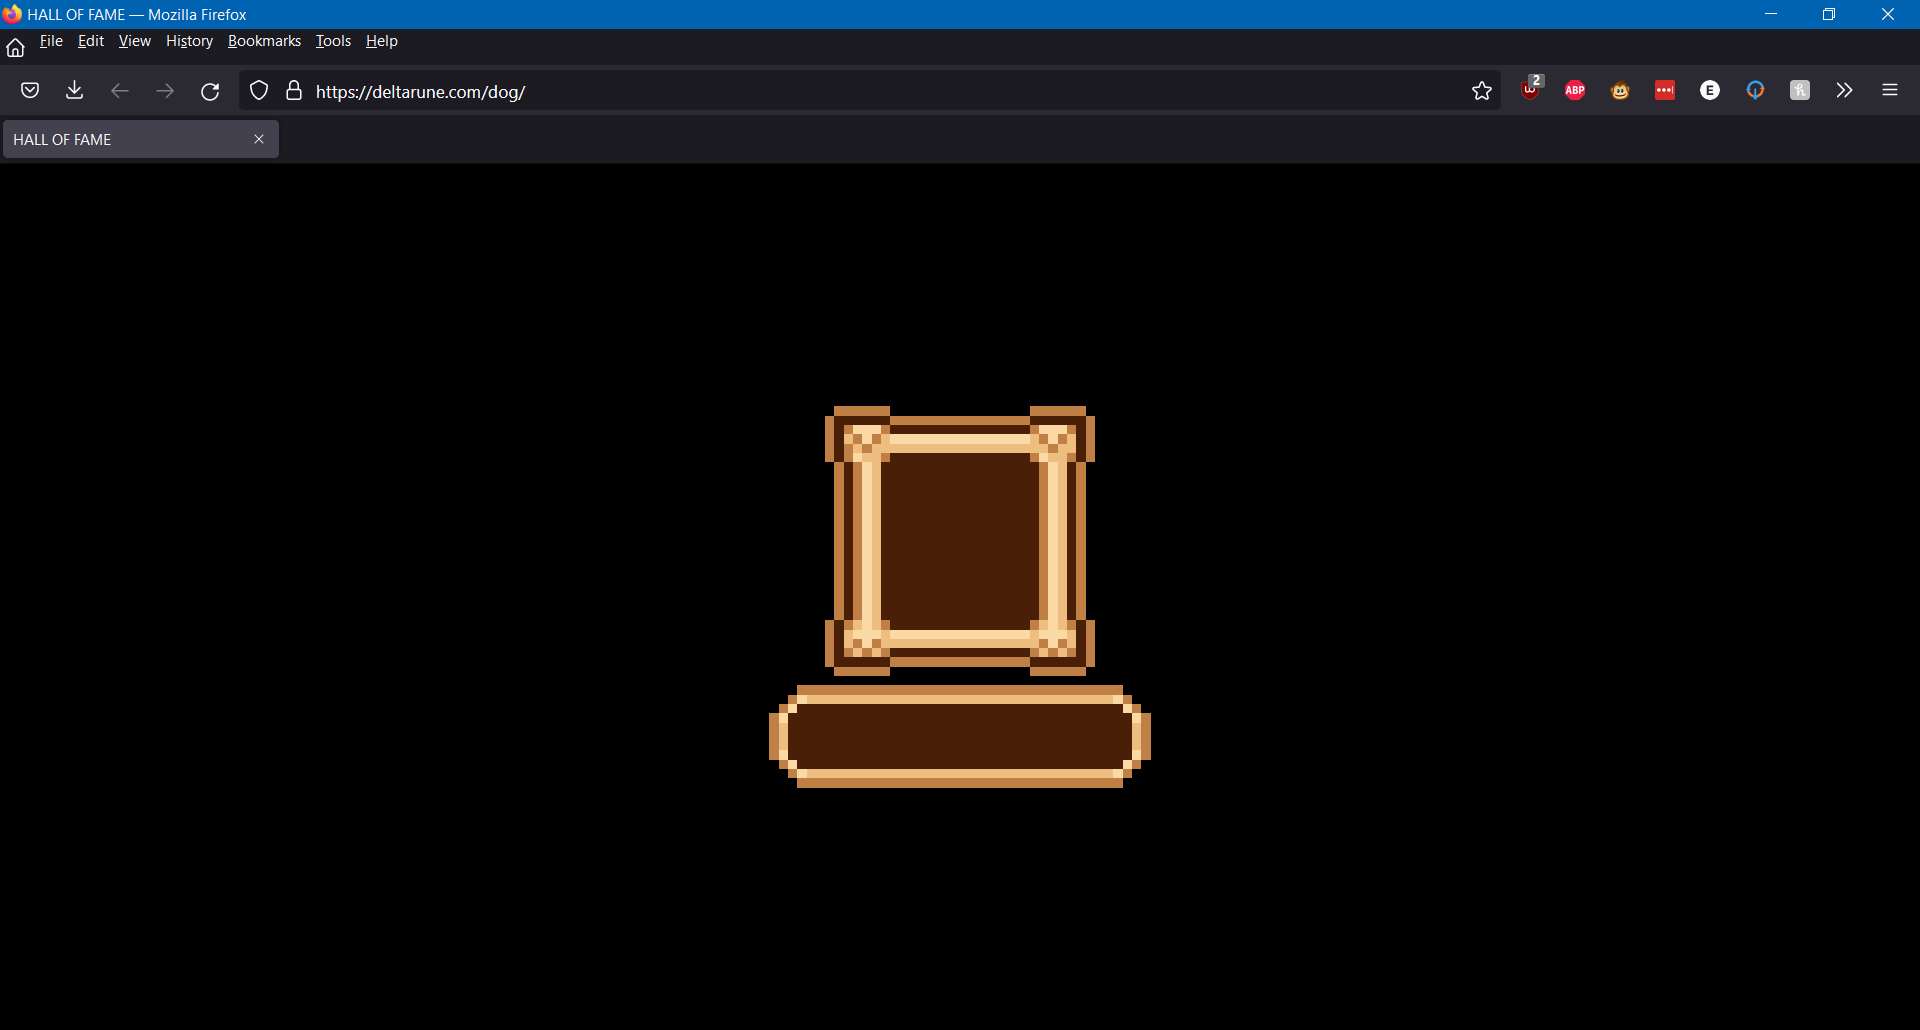 HALL OF FAME — Mozilla Firefox
File Edit View History Bookmarks Tools Help
https://deltarune.com/dog/
2
ABP
E
HALL OF FAME